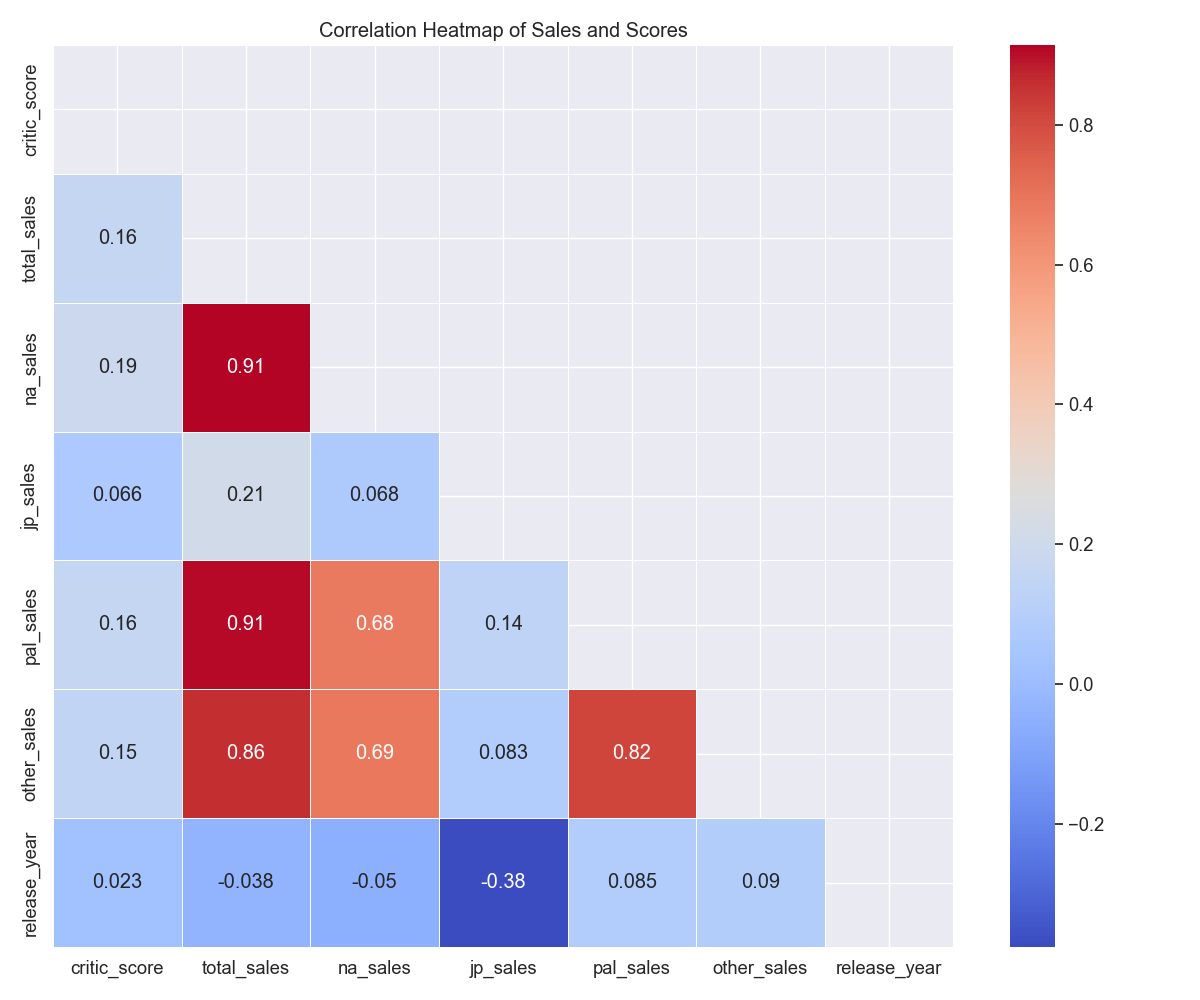 Correlation Heatmap of Sales and Scores
critic_score
total_sales 0.16
na_sales 0.19 0.91
jp_sales 0.066 0.21 0.068
pal_sales 0.16 0.91 0.68 0.14
other_sales 0.15 0.86 0.69 0.083 0.82
release_year 0.023 -0.038 -0.05 -0.38 0.085 0.09
critic_score total_sales na_sales jp_sales pal_sales other_sales release_year
0.8
0.6
0.4
0.2
0.0
−0.2